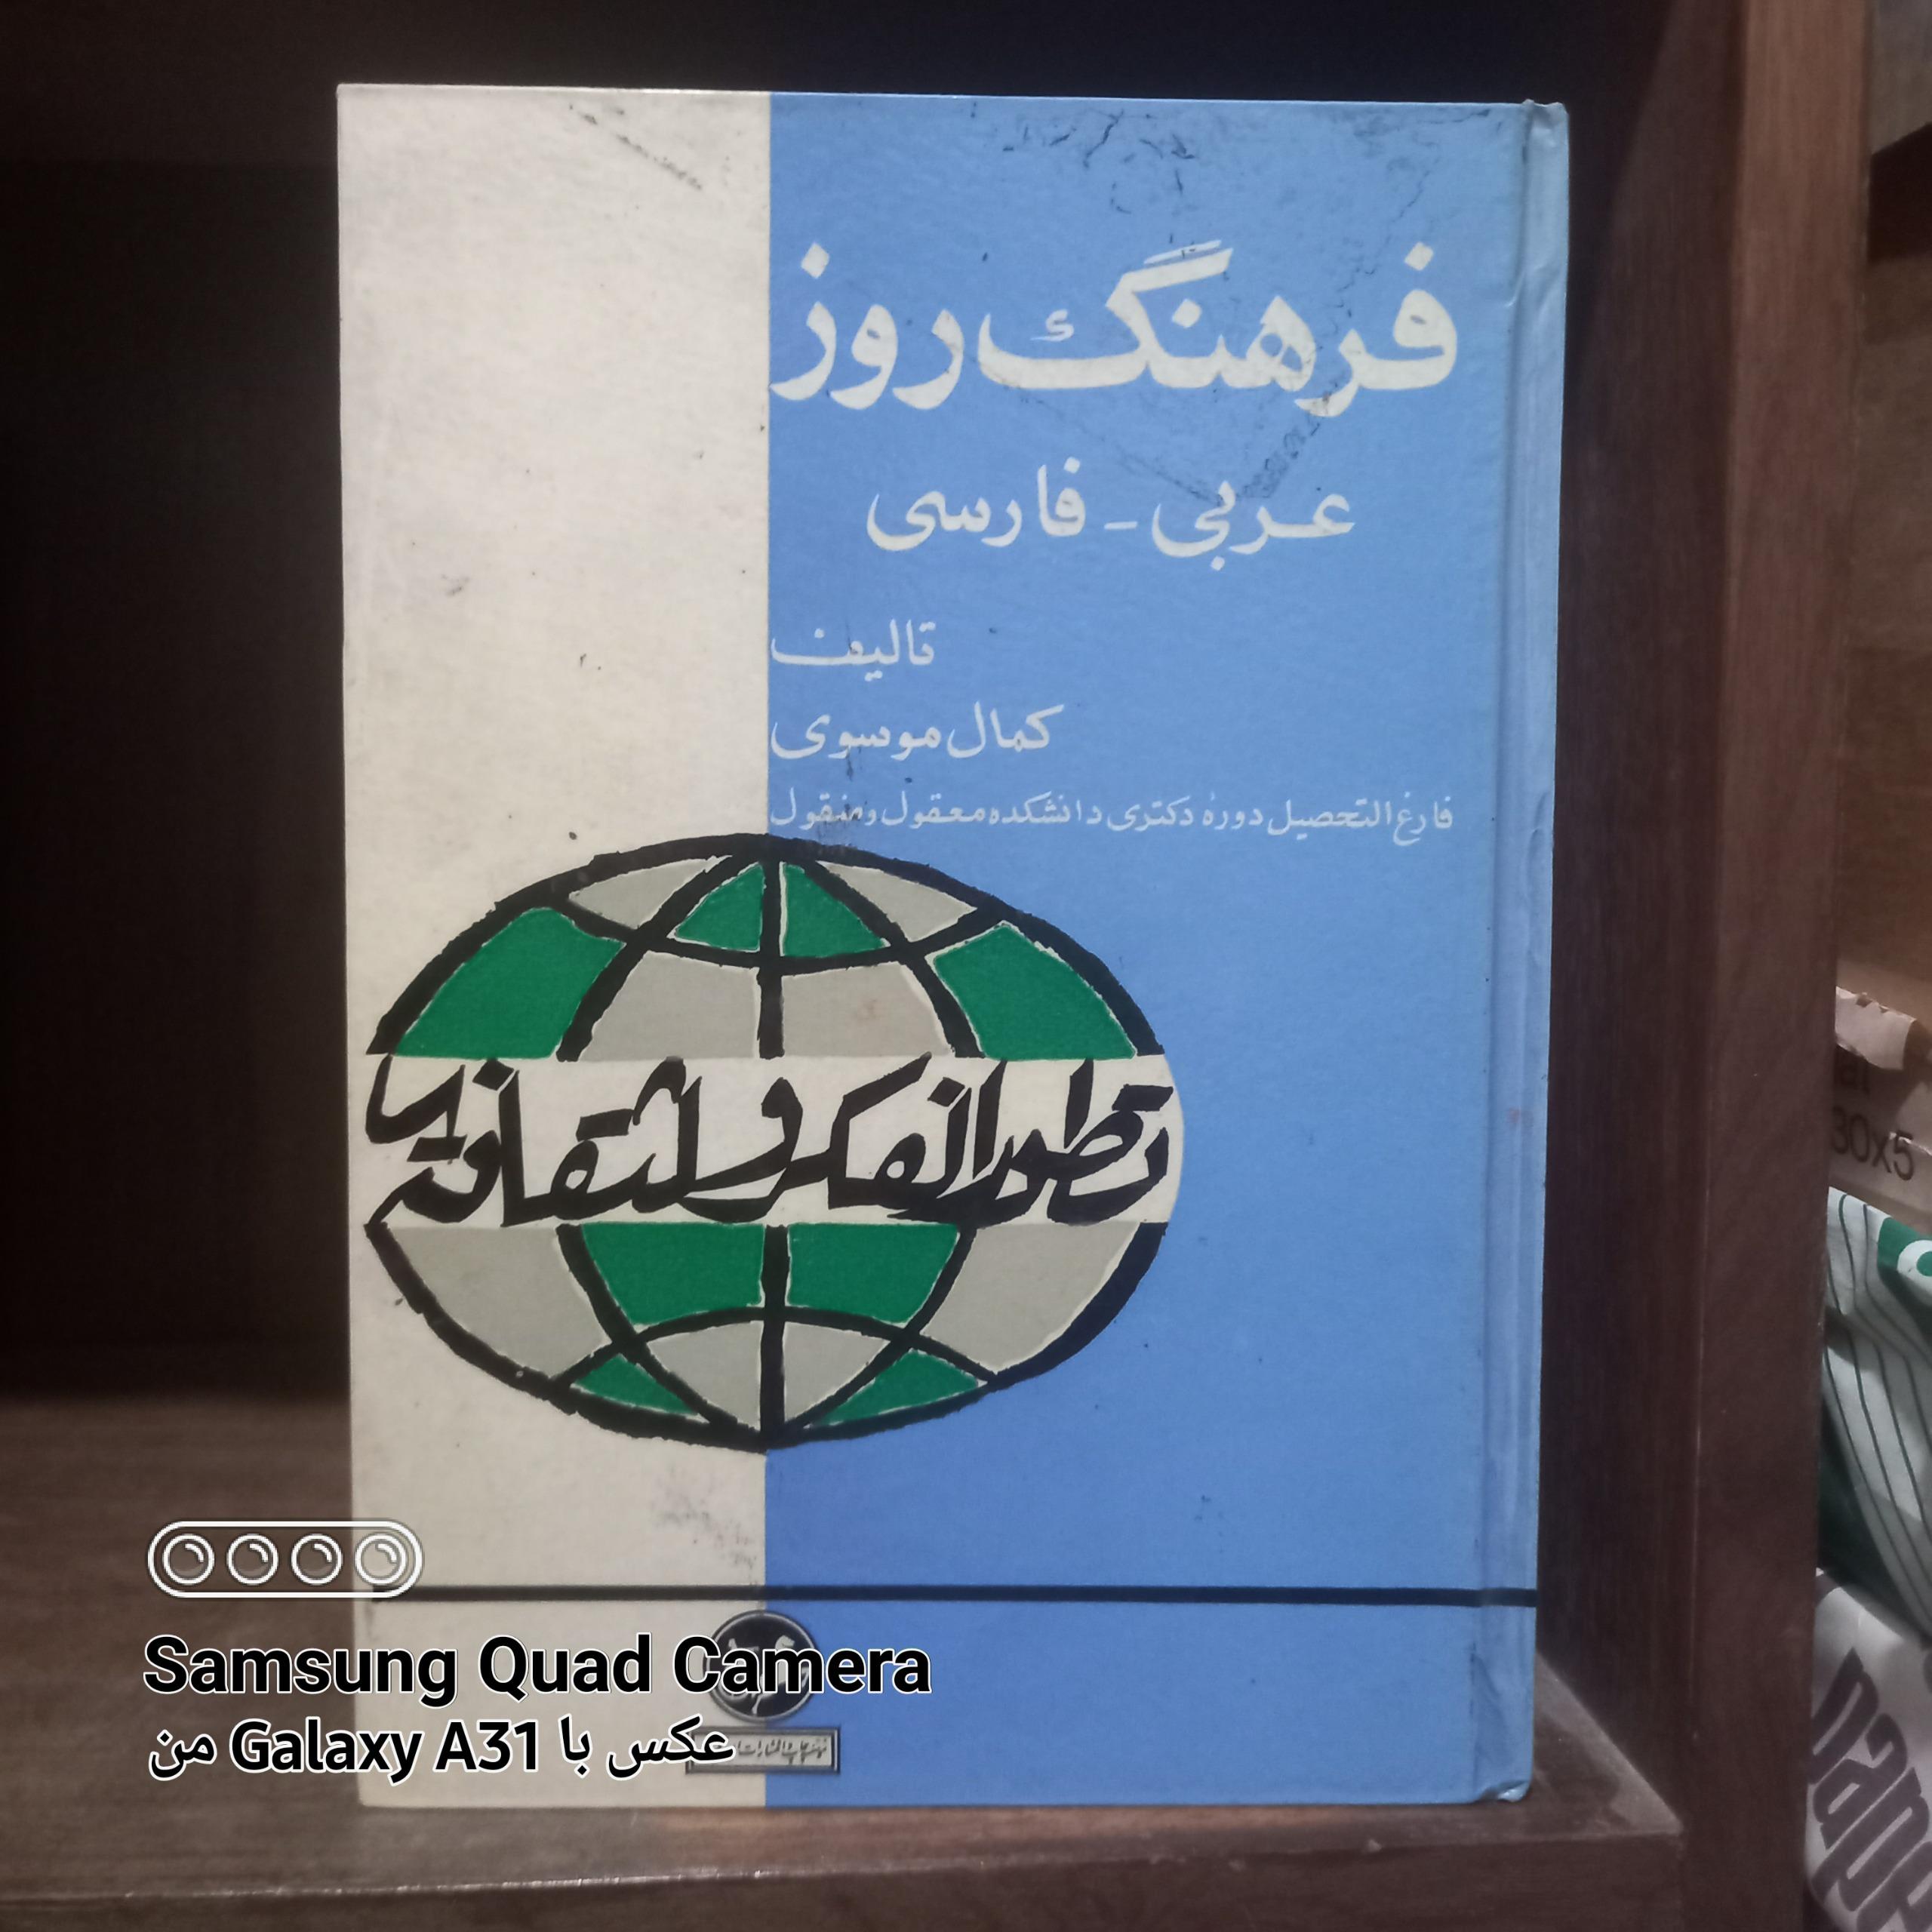 فرهنگ روز
عربی - فارسی
تالیف
کمال موسوی
فارغ التحصیل دورهٔ دکتری دانشکده معقول و منقول
تطور الفکر و الثقافة
30x5
Samsung Quad Camera
عکس با Galaxy A31 من